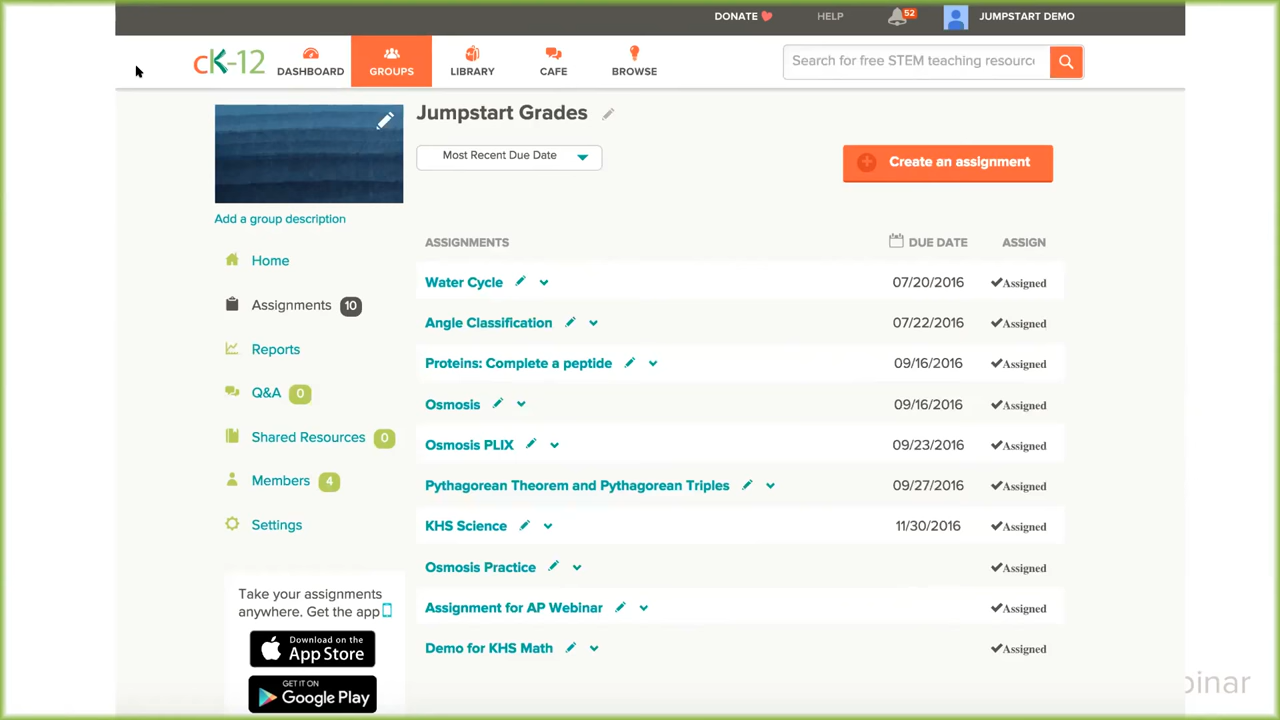 DONATE HELP 52 JUMPSTART DEMO
cK-12 DASHBOARD GROUPS LIBRARY CAFE BROWSE Search for free STEM teaching resourc
Jumpstart Grades
Most Recent Due Date
Create an assignment
Add a group description
Home
Assignments 10
Reports
Q&A 0
Shared Resources 0
Members 4
Settings
Take your assignments
anywhere. Get the app
Download on the
App Store
GET IT ON
Google Play
ASSIGNMENTS DUE DATE ASSIGN
Water Cycle 07/20/2016 Assigned
Angle Classification 07/22/2016 Assigned
Proteins: Complete a peptide 09/16/2016 Assigned
Osmosis 09/16/2016 Assigned
Osmosis PLIX 09/23/2016 Assigned
Pythagorean Theorem and Pythagorean Triples 09/27/2016 Assigned
KHS Science 11/30/2016 Assigned
Osmosis Practice Assigned
Assignment for AP Webinar Assigned
Demo for KHS Math Assigned
inar